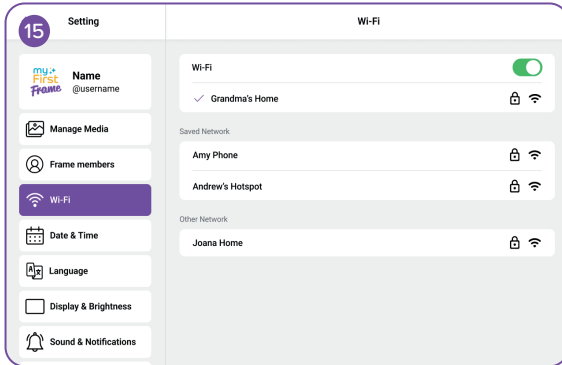 15
Setting
Wi-Fi
my
First
Frame
Name
@username
Manage Media
Frame members
Wi-Fi
Date & Time
Language
Display & Brightness
Sound & Notifications
Wi-Fi
Grandma's Home
Saved Network
Amy Phone
Andrew's Hotspot
Other Network
Joana Home